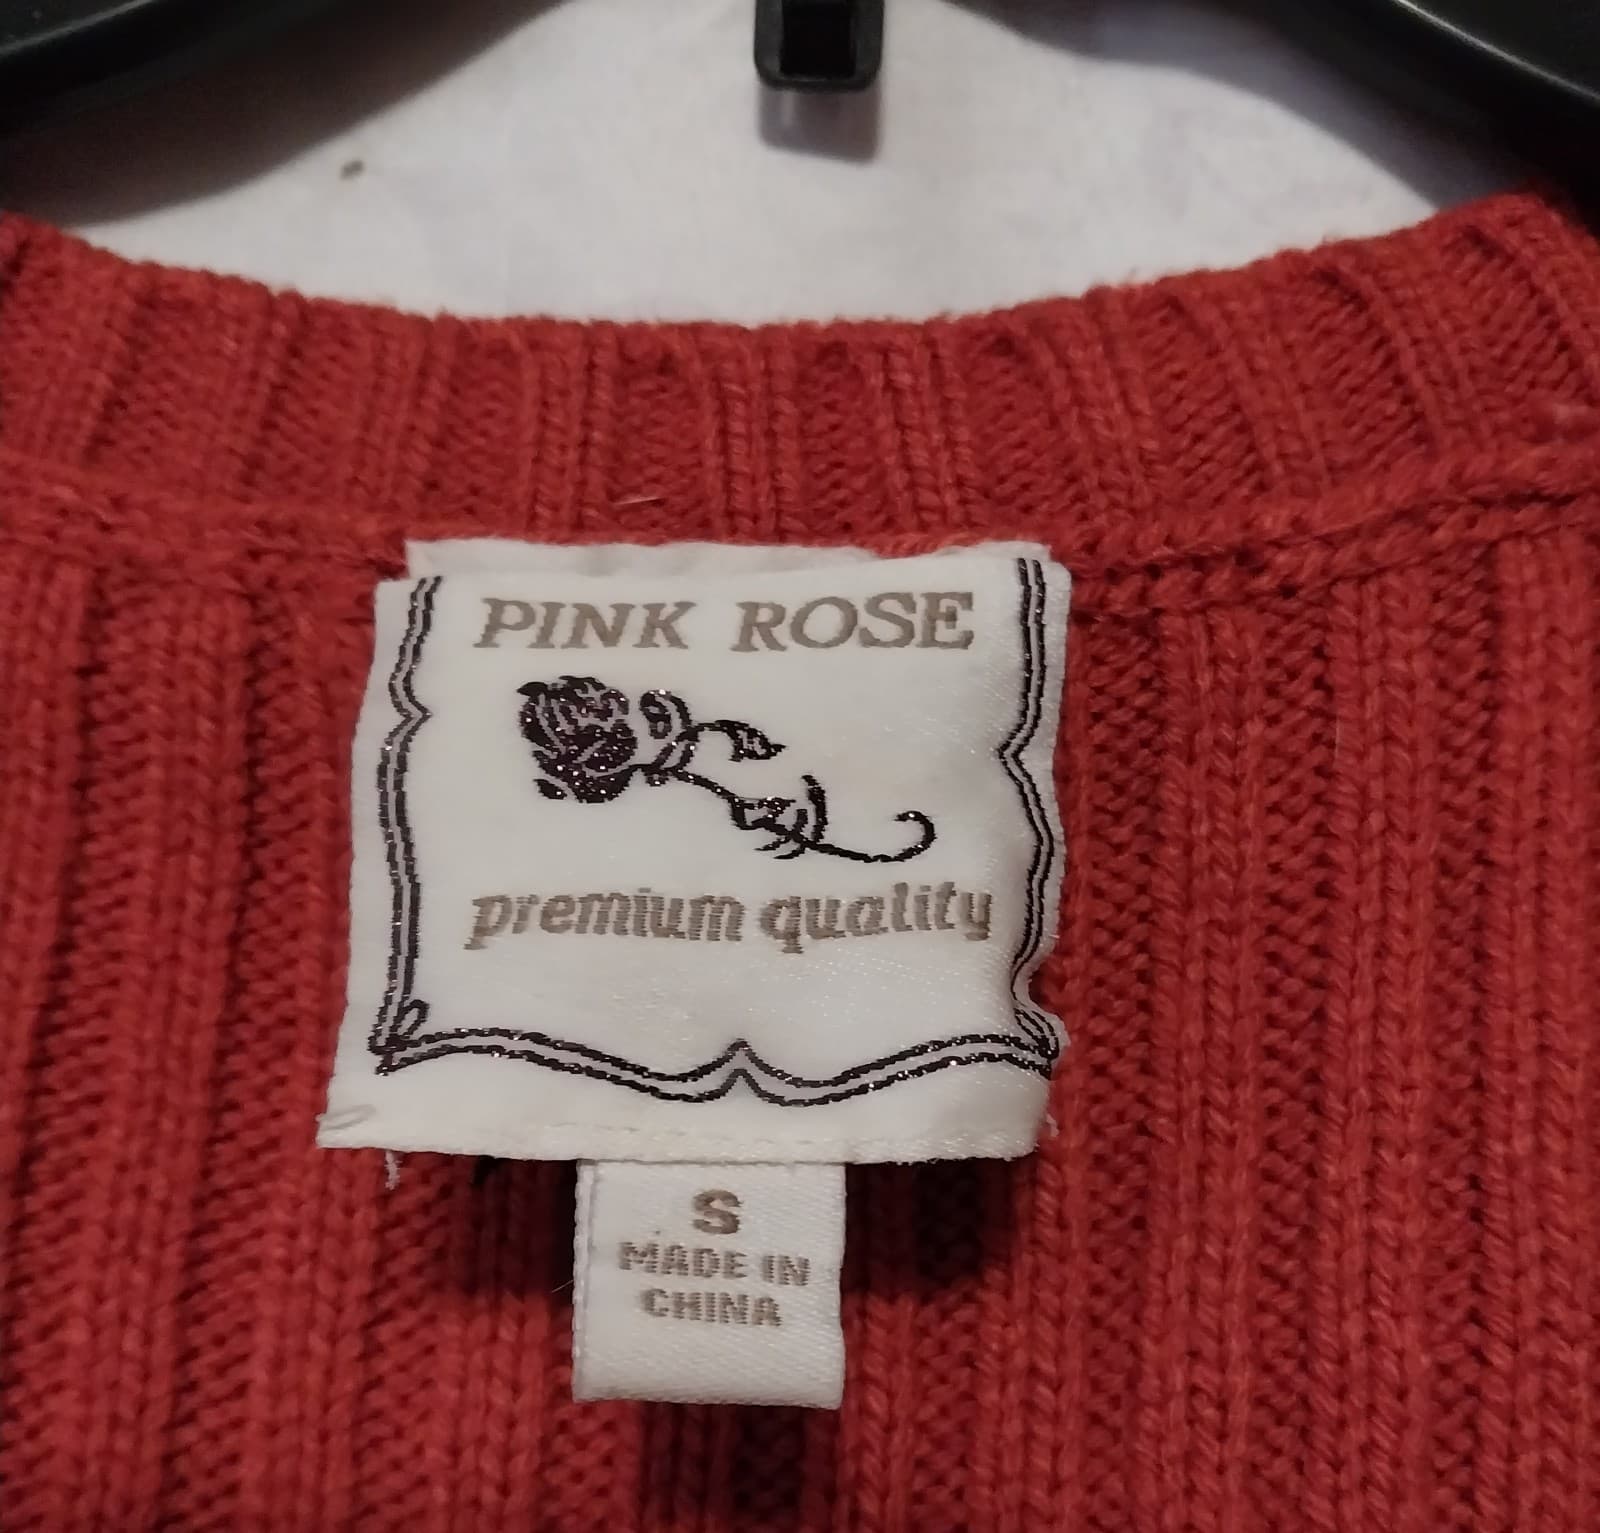 PINK ROSE
premium quality
S
MADE IN
CHINA